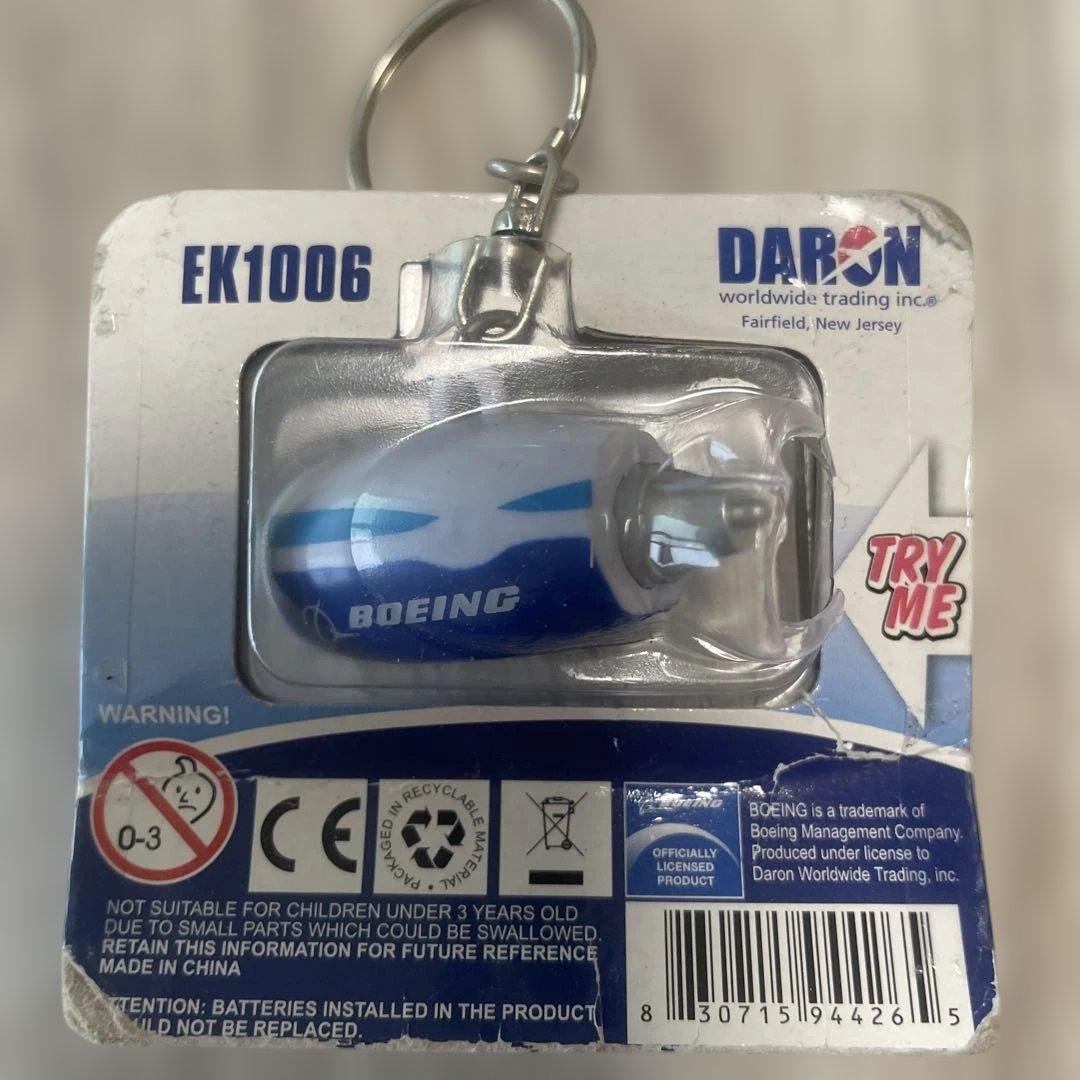 EK1006
DARON
worldwide trading inc.®
Fairfield, New Jersey
BOEING
TRY
ME
WARNING!
0-3
CE
PACKAGED IN RECYCLABLE MATERIAL
BOEING
OFFICIALLY
LICENSED
PRODUCT
BOEING is a trademark of
Boeing Management Company.
Produced under license to
Daron Worldwide Trading, inc.
NOT SUITABLE FOR CHILDREN UNDER 3 YEARS OLD
DUE TO SMALL PARTS WHICH COULD BE SWALLOWED.
RETAIN THIS INFORMATION FOR FUTURE REFERENCE
MADE IN CHINA
TTENTION: BATTERIES INSTALLED IN THE PRODUCT
ULD NOT BE REPLACED.
8 30715 94426 5